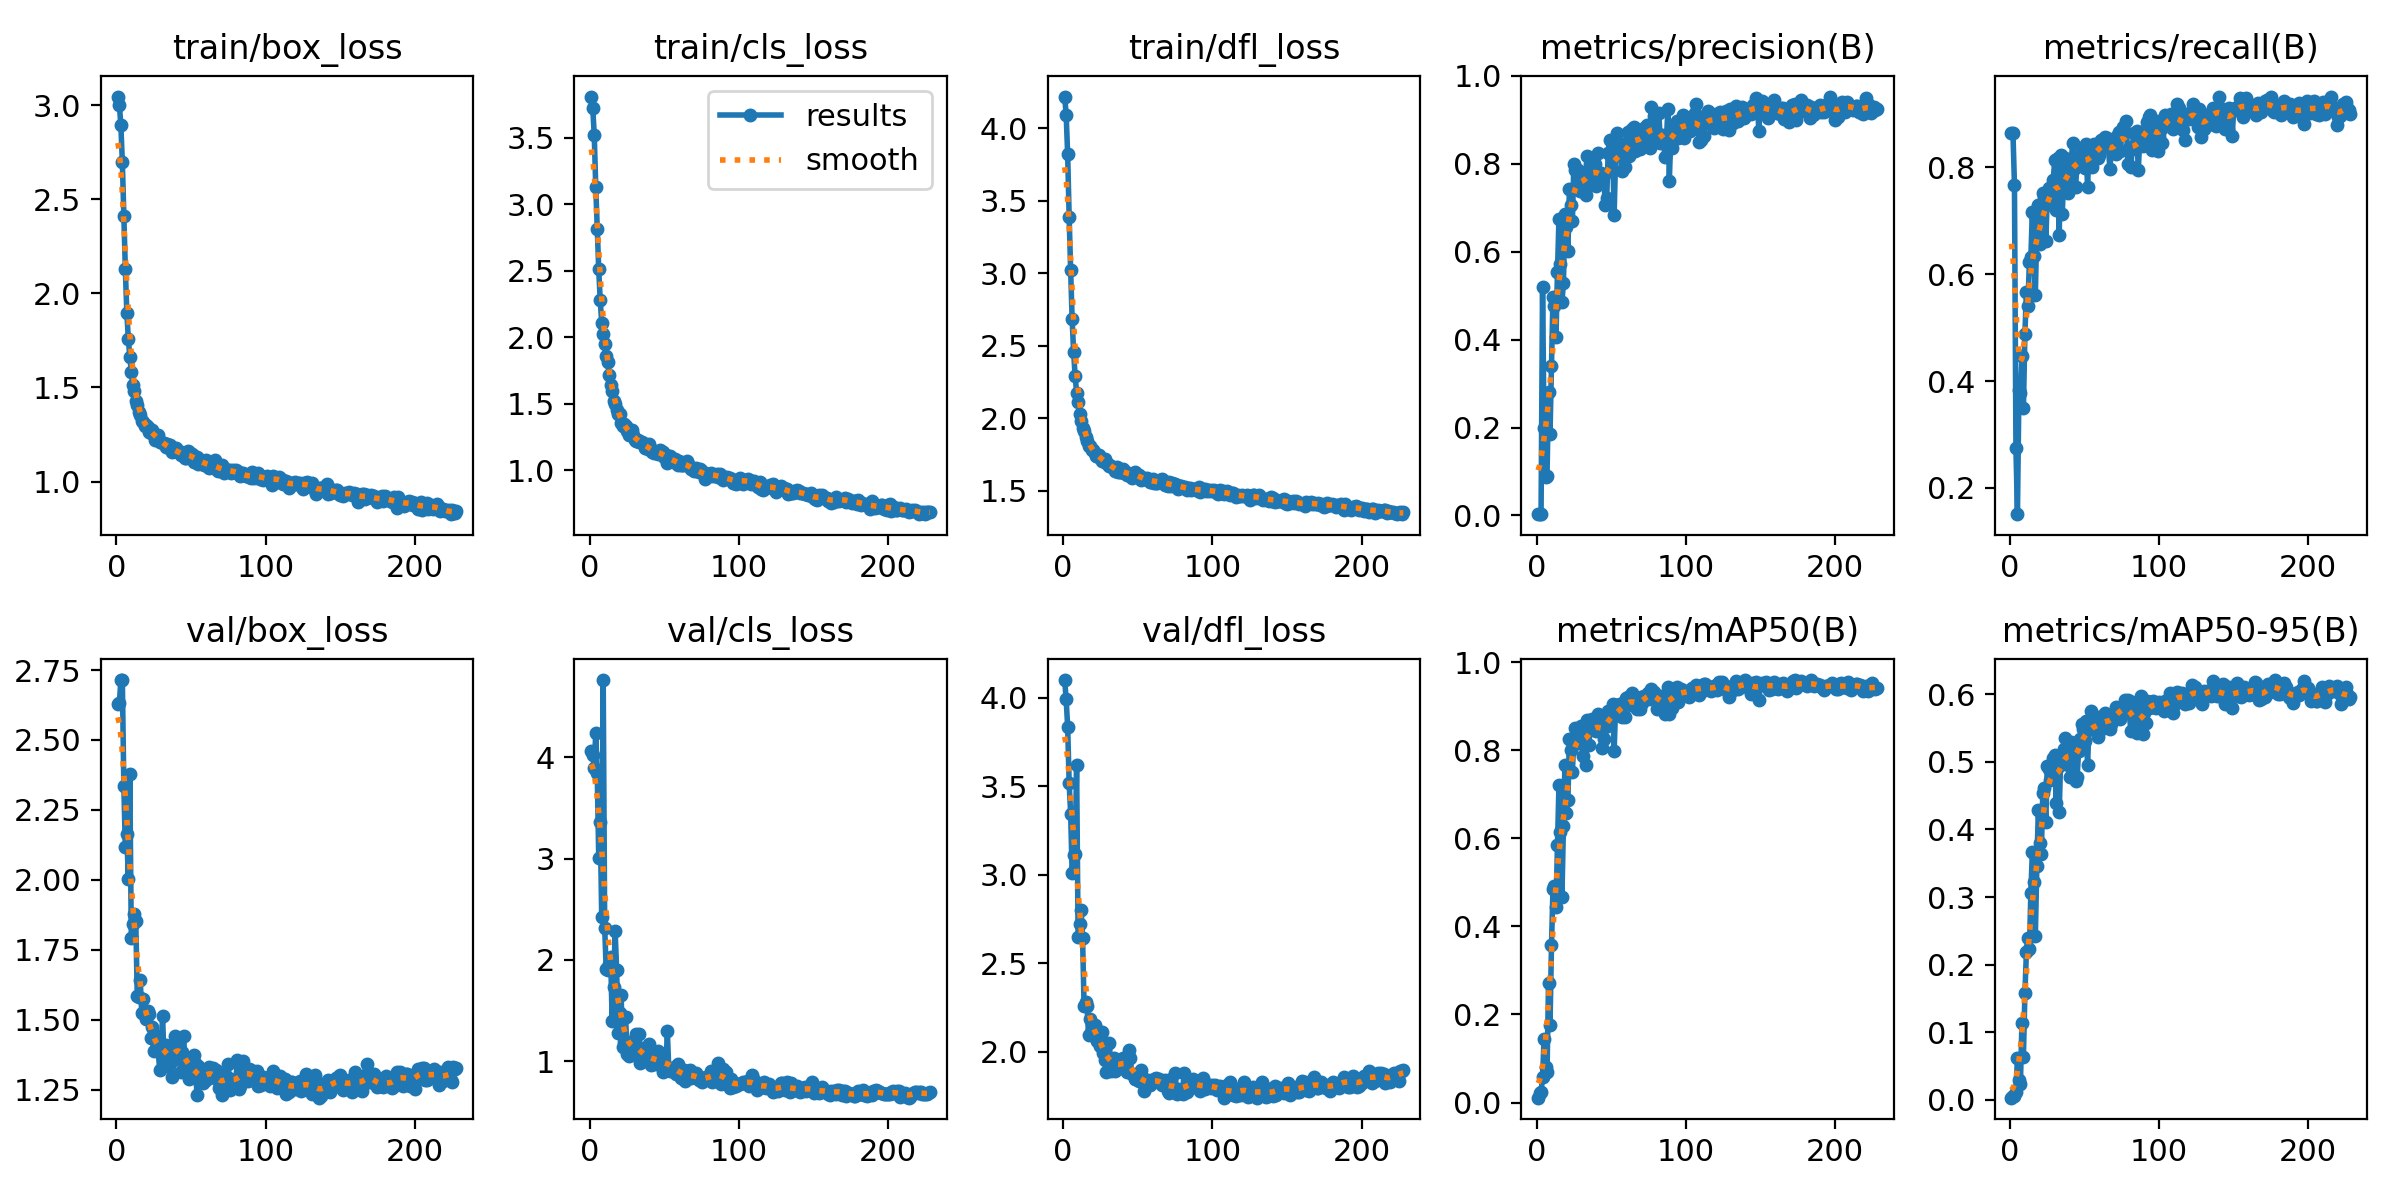 train/box_loss
3.0
2.5
2.0
1.5
1.0
0 100 200
train/cls_loss
results
smooth
3.5
3.0
2.5
2.0
1.5
1.0
0 100 200
train/dfl_loss
4.0
3.5
3.0
2.5
2.0
1.5
0 100 200
metrics/precision(B)
1.0
0.8
0.6
0.4
0.2
0.0
0 100 200
metrics/recall(B)
0.8
0.6
0.4
0.2
0 100 200
val/box_loss
2.75
2.50
2.25
2.00
1.75
1.50
1.25
0 100 200
val/cls_loss
4
3
2
1
0 100 200
val/dfl_loss
4.0
3.5
3.0
2.5
2.0
0 100 200
metrics/mAP50(B)
1.0
0.8
0.6
0.4
0.2
0.0
0 100 200
metrics/mAP50-95(B)
0.6
0.5
0.4
0.3
0.2
0.1
0.0
0 100 200